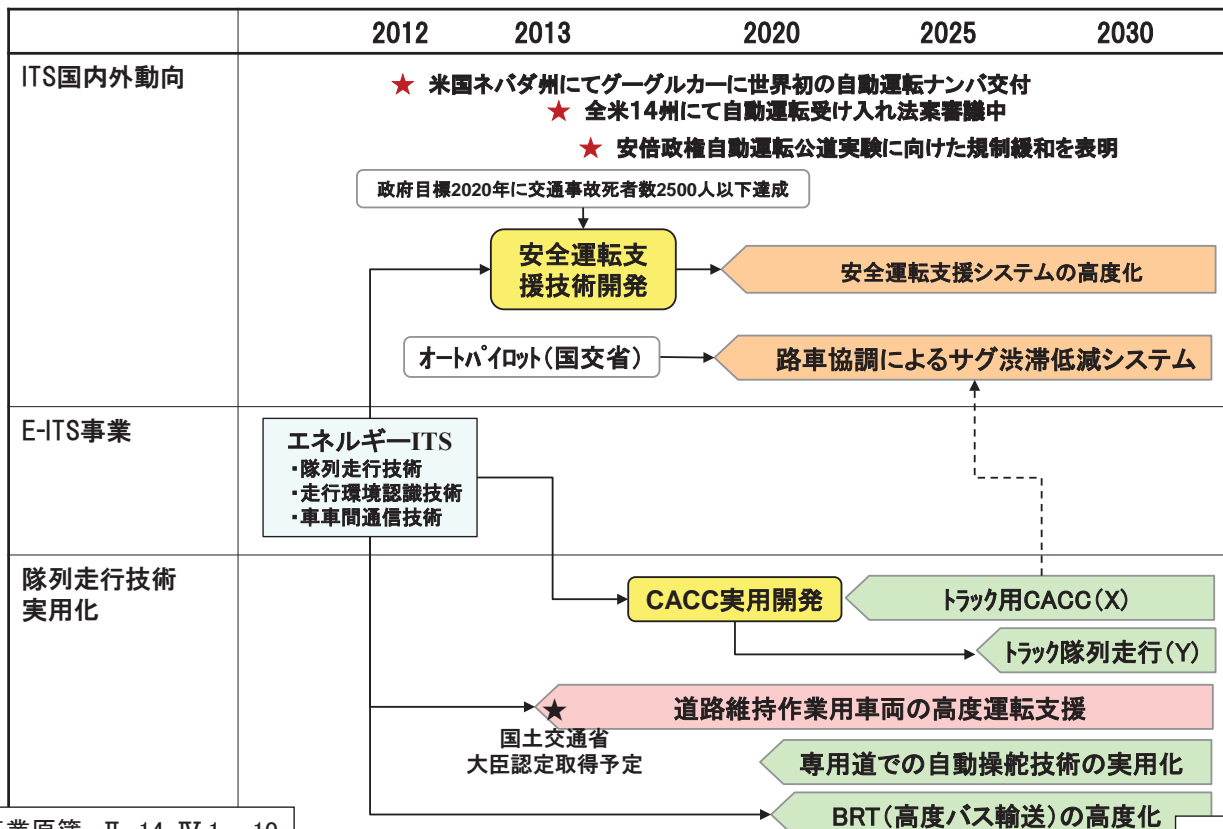 2012 2013 2020 2025 2030
ITS国内外動向
★ 米国ネバダ州にてグーグルカーに世界初の自動運転ナンバ交付
★ 全米14州にて自動運転受け入れ法案審議中
★ 安倍政権自動運転公道実験に向けた規制緩和を表明
政府目標2020年に交通事故死者数2500人以下達成
安全運転支
援技術開発
安全運転支援システムの高度化
オートパイロット(国交省)
路車協調によるサグ渋滞低減システム
E-ITS事業
エネルギーITS
・隊列走行技術
・走行環境認識技術
・車車間通信技術
隊列走行技術
実用化
CACC実用開発
トラック用CACC(X)
トラック隊列走行(Y)
★ 道路維持作業用車両の高度運転支援
国土交通省
大臣認定取得予定
専用道での自動操舵技術の実用化
BRT(高度バス輸送)の高度化